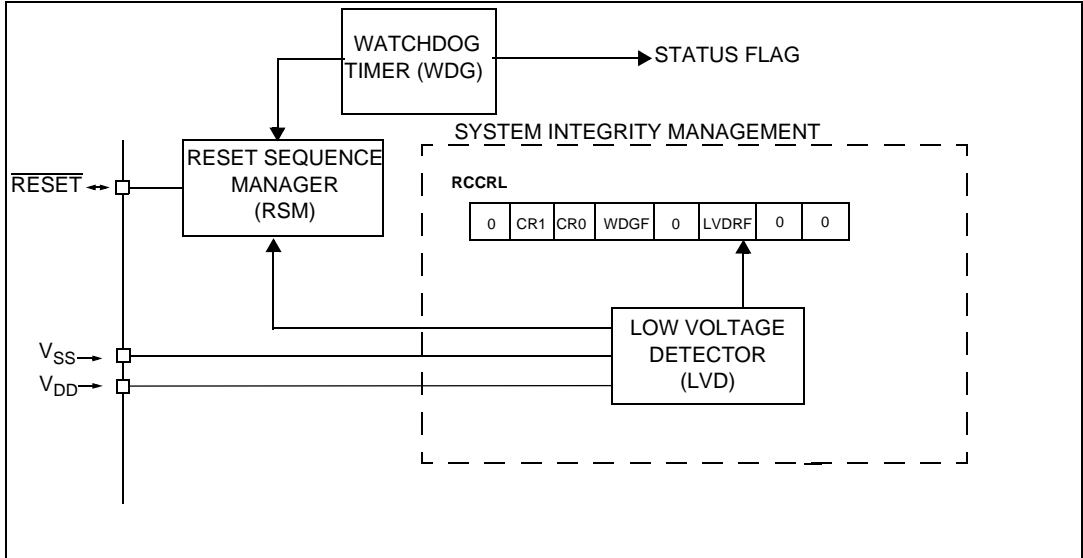 WATCHDOG
TIMER (WDG)
STATUS FLAG
SYSTEM INTEGRITY MANAGEMENT
RESET SEQUENCE
MANAGER
(RSM)
RESET
RCCRL
0 CR1 CR0 WDGF 0 LVDRF 0 0
LOW VOLTAGE
DETECTOR
(LVD)
VSS
VDD